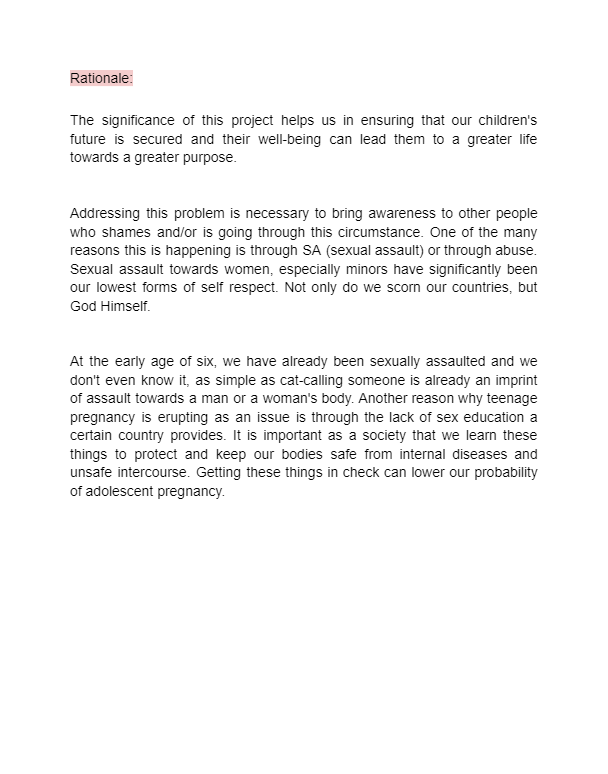 Rationale:
The significance of this project helps us in ensuring that our children's
future is secured and their well-being can lead them to a greater life
towards a greater purpose.
Addressing this problem is necessary to bring awareness to other people
who shames and/or is going through this circumstance. One of the many
reasons this is happening is through SA (sexual assault) or through abuse.
Sexual assault towards women, especially minors have significantly been
our lowest forms of self respect. Not only do we scorn our countries, but
God Himself.
At the early age of six, we have already been sexually assaulted and we
don't even know it, as simple as cat-calling someone is already an imprint
of assault towards a man or a woman's body. Another reason why teenage
pregnancy is erupting as an issue is through the lack of sex education a
certain country provides. It is important as a society that we learn these
things to protect and keep our bodies safe from internal diseases and
unsafe intercourse. Getting these things in check can lower our probability
of adolescent pregnancy.